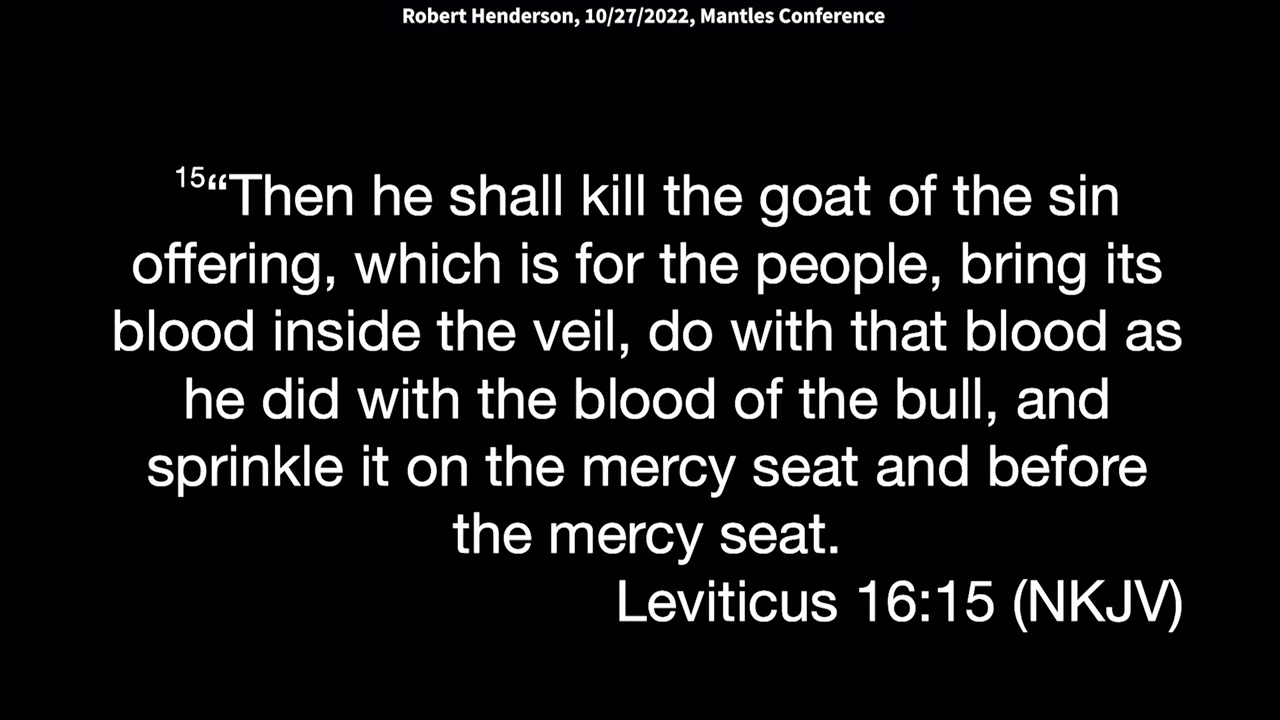 Robert Henderson, 10/27/2022, Mantles Conference
15“Then he shall kill the goat of the sin
offering, which is for the people, bring its
blood inside the veil, do with that blood as
he did with the blood of the bull, and
sprinkle it on the mercy seat and before
the mercy seat.
Leviticus 16:15 (NKJV)